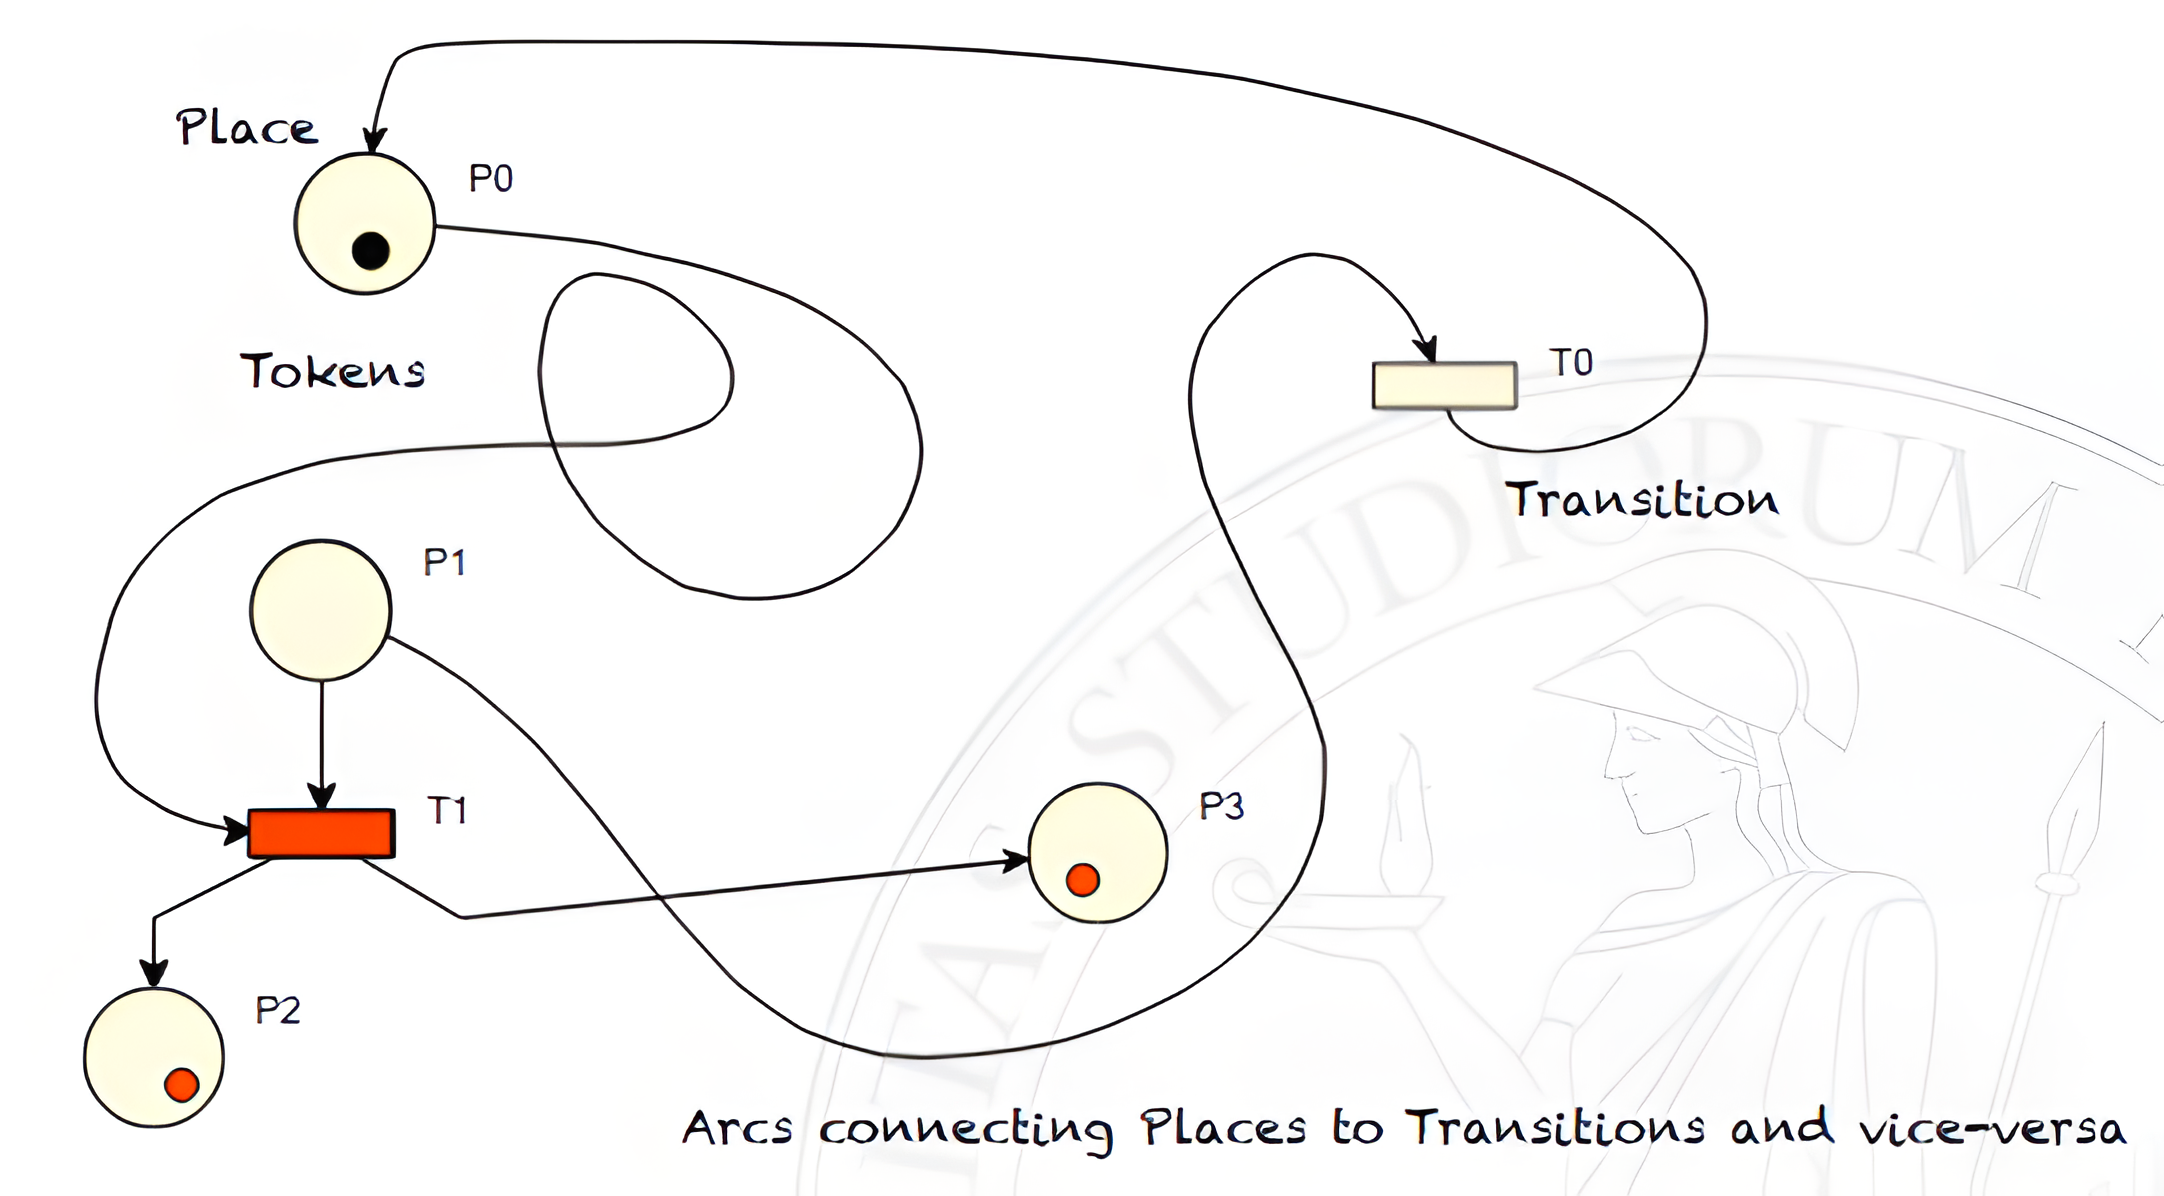 Place
P0
Tokens
T0
Transition
P1
T1
P3
P2
Arcs connecting Places to Transitions and vice-versa
STUDIORUM